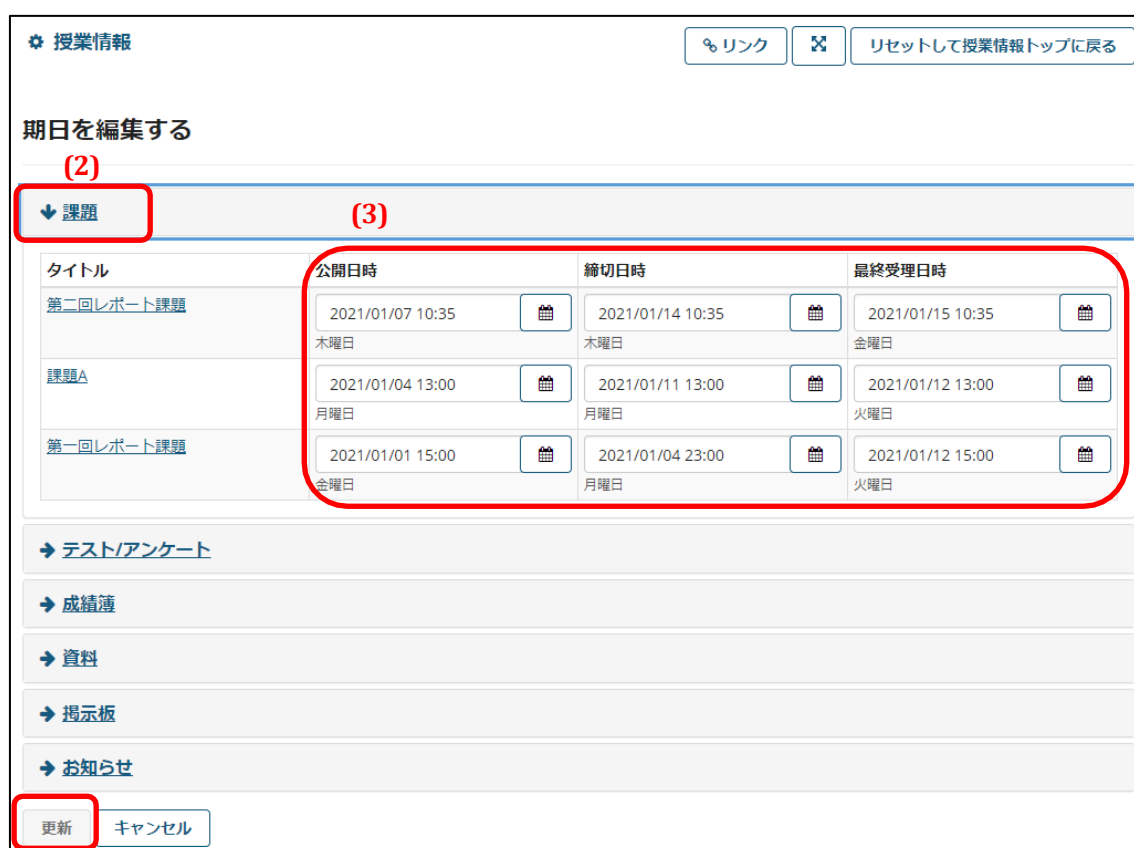 授業情報 リンク リセットして授業情報トップに戻る
期日を編集する
(2)
課題 (3)
タイトル 公開日時 締切日時 最終受理日時
第二回レポート課題 2021/01/07 10:35 2021/01/14 10:35 2021/01/15 10:35
木曜日 木曜日 金曜日
課題A 2021/01/04 13:00 2021/01/11 13:00 2021/01/12 13:00
月曜日 月曜日 火曜日
第一回レポート課題 2021/01/01 15:00 2021/01/04 23:00 2021/01/12 15:00
金曜日 月曜日 火曜日
テスト/アンケート
成績簿
資料
掲示板
お知らせ
更新 キャンセル